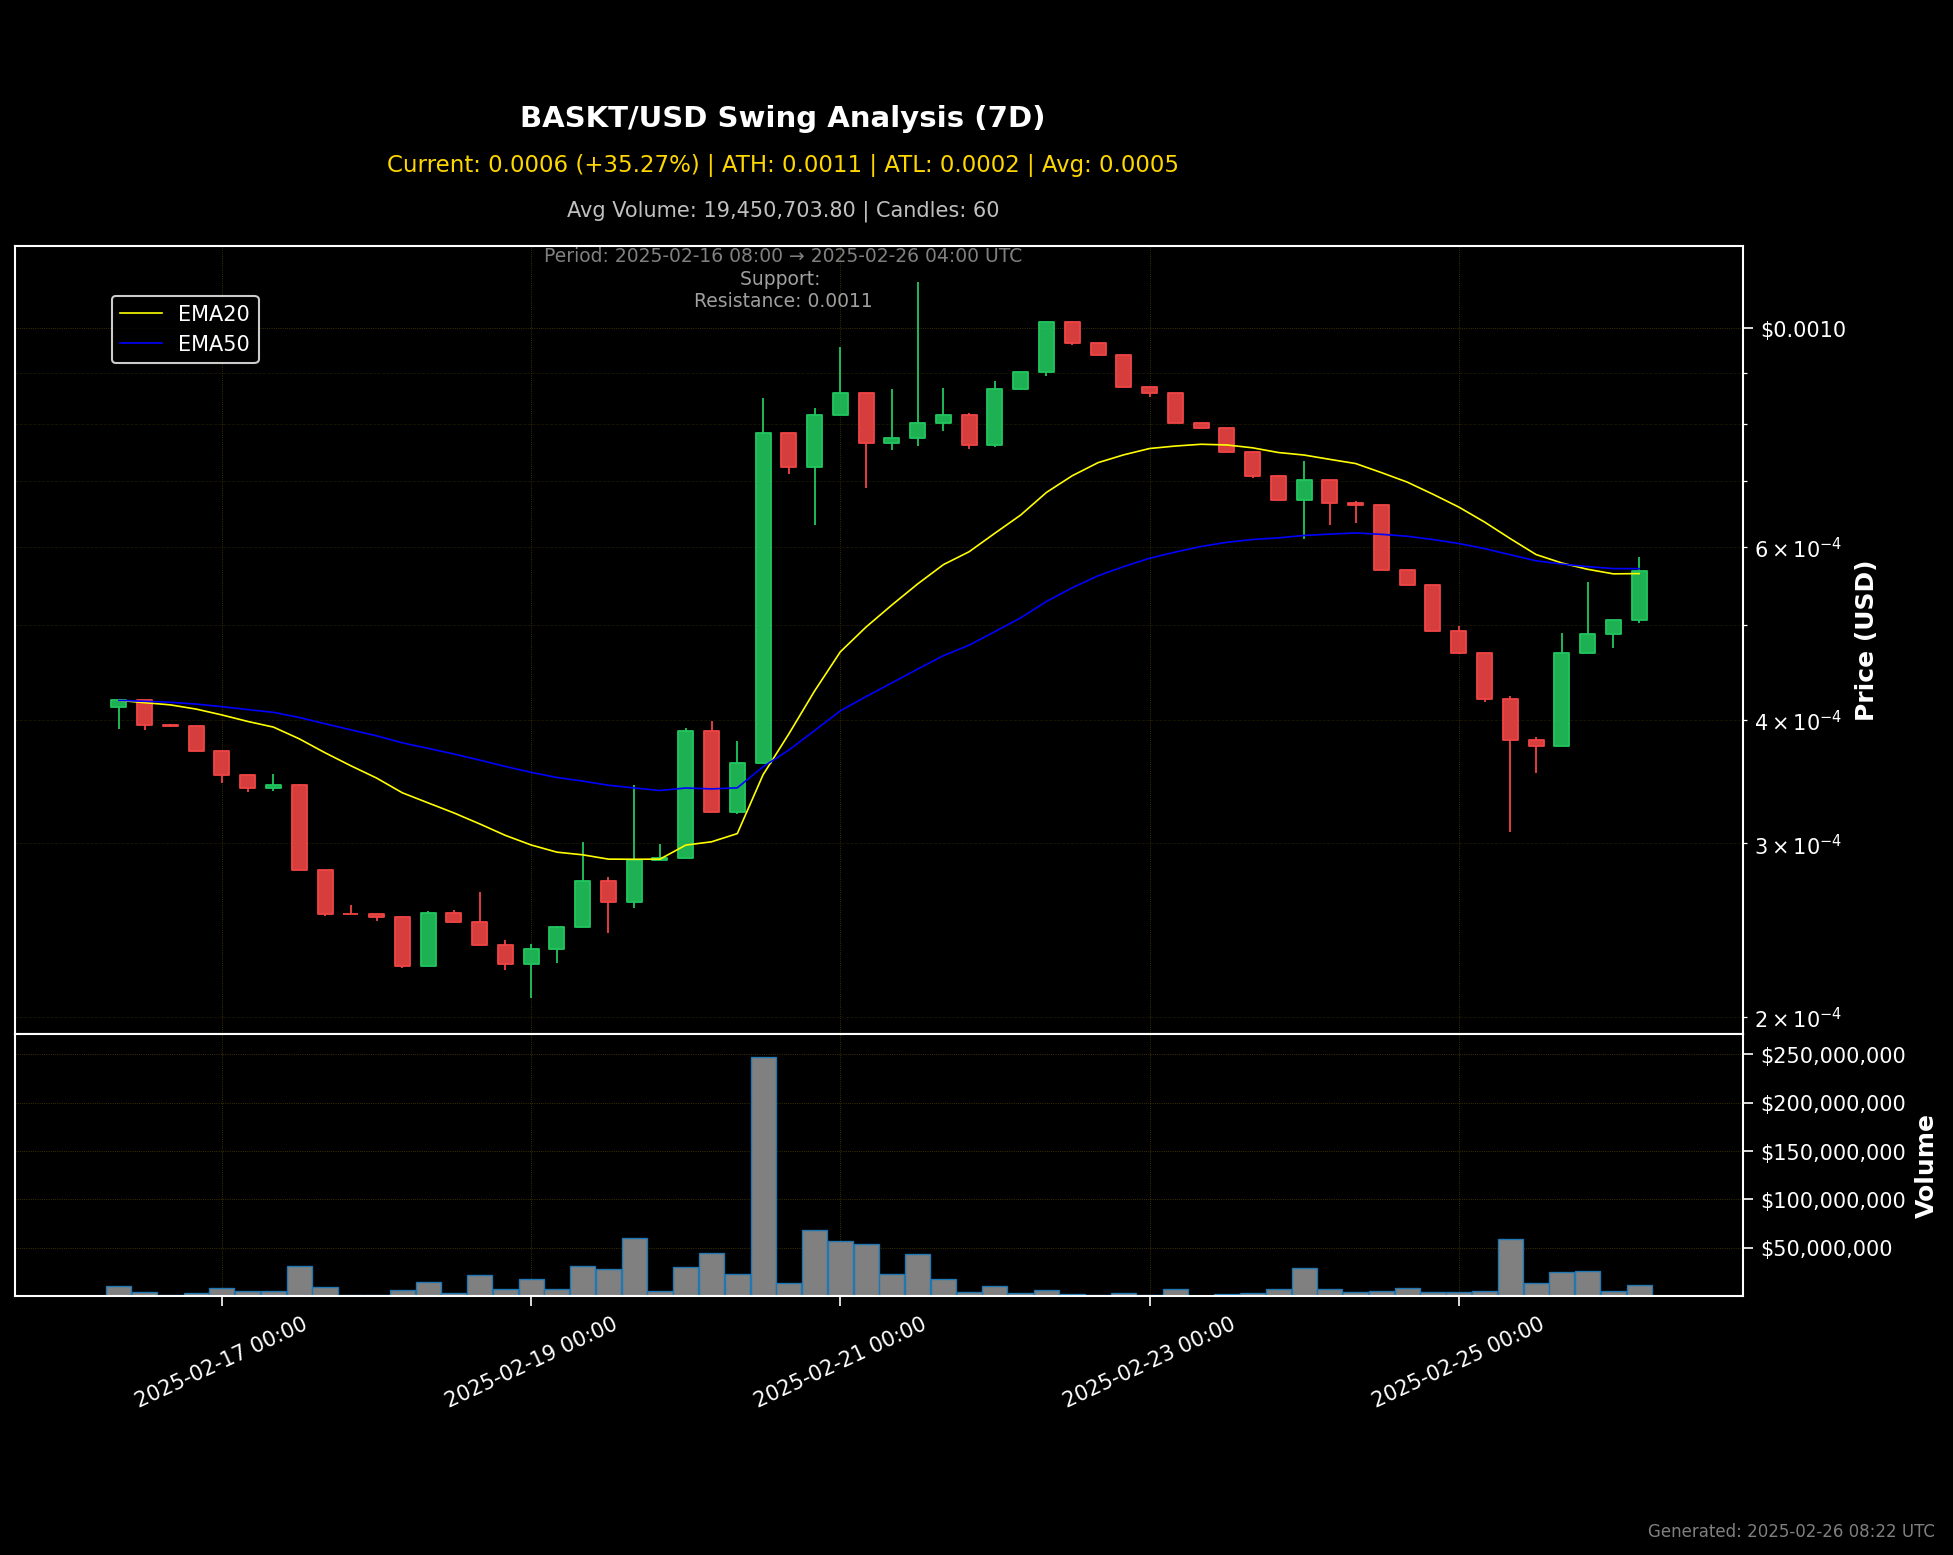 BASKT/USD Swing Analysis (7D)
Current: 0.0006 (+35.27%) | ATH: 0.0011 | ATL: 0.0002 | Avg: 0.0005
Avg Volume: 19,450,703.80 | Candles: 60
Period: 2025-02-16 08:00 → 2025-02-26 04:00 UTC
Support:
Resistance: 0.0011
EMA20
EMA50
$0.0010
6 × 10⁻⁴
4 × 10⁻⁴
3 × 10⁻⁴
2 × 10⁻⁴
Price (USD)
$250,000,000
$200,000,000
$150,000,000
$100,000,000
$50,000,000
Volume
2025-02-17 00:00
2025-02-19 00:00
2025-02-21 00:00
2025-02-23 00:00
2025-02-25 00:00
Generated: 2025-02-26 08:22 UTC